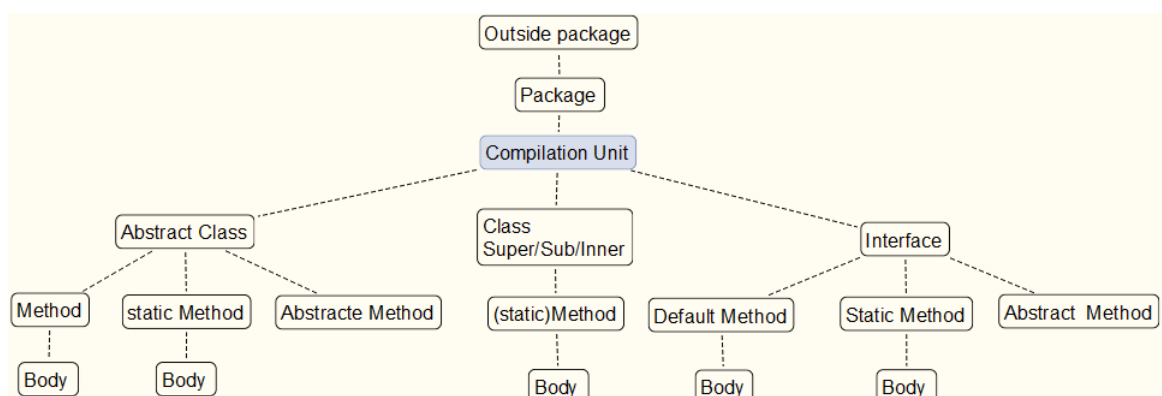 Outside package
Package
Compilation Unit
Abstract Class
Class
Super/Sub/Inner
Interface
Method
static Method
Abstracte Method
(static)Method
Default Method
Static Method
Abstract  Method
Body
Body
Body
Body
Body